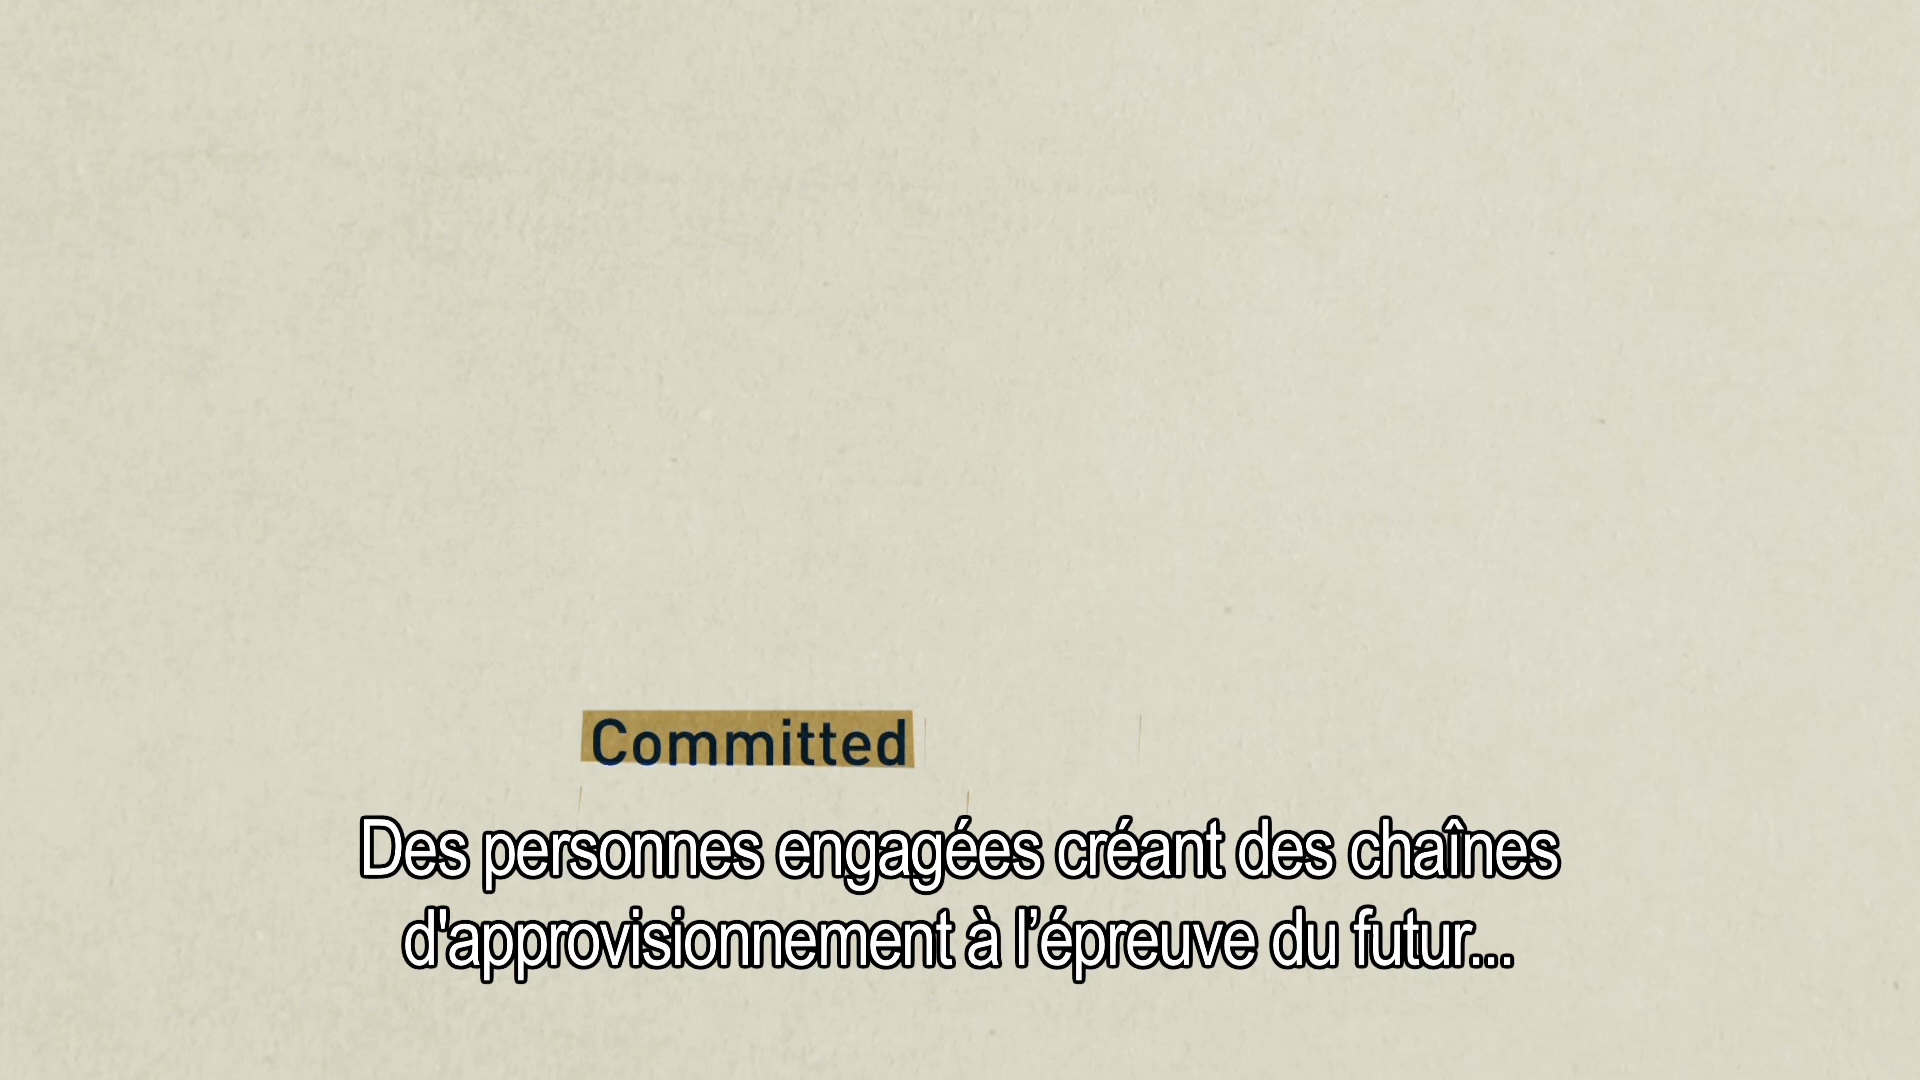 Committed
Des personnes engagées créant des chaînes
d'approvisionnement à l’épreuve du futur...